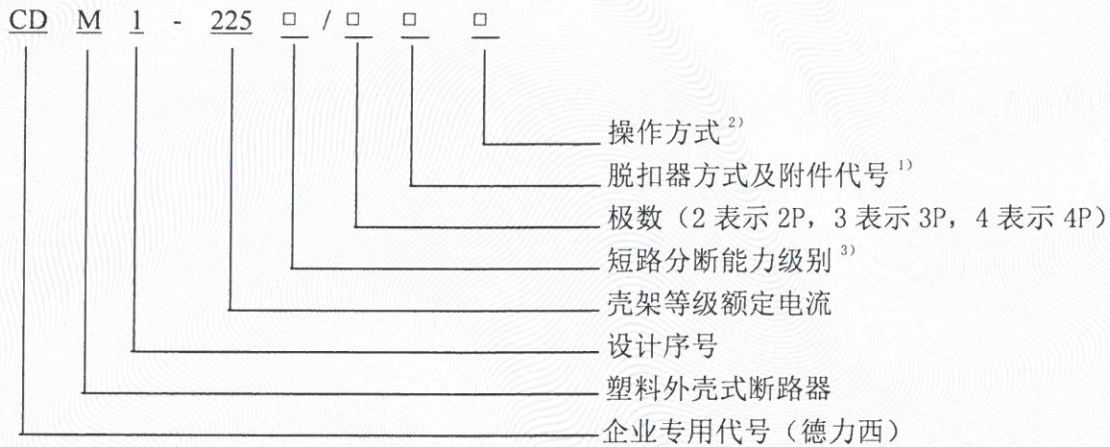 CD M 1 - 225 □ / □ □ □
操作方式 2）
脱扣器方式及附件代号 1）
极数（2 表示 2P，3 表示 3P，4 表示 4P）
短路分断能力级别 3）
壳架等级额定电流
设计序号
塑料外壳式断路器
企业专用代号（德力西）